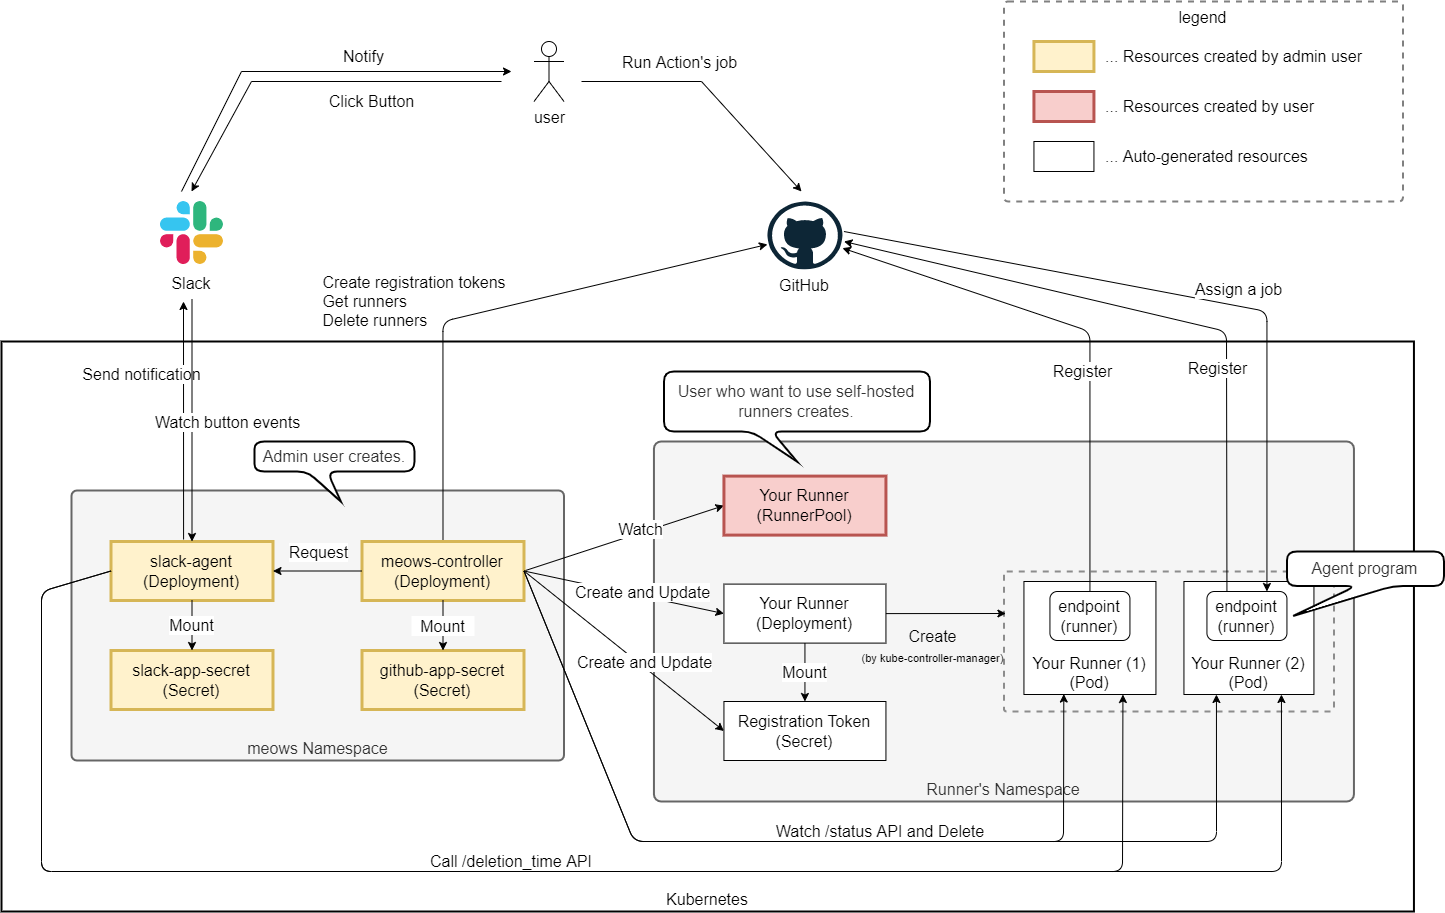 legend
... Resources created by admin user
... Resources created by user
... Auto-generated resources
Notify
Click Button
user
Run Action's job
Slack
GitHub
Create registration tokens
Get runners
Delete runners
Assign a job
Send notification
Watch button events
Register
Register
Admin user creates.
User who want to use self-hosted
runners creates.
slack-agent
(Deployment)
Request
meows-controller
(Deployment)
Mount
Mount
slack-app-secret
(Secret)
github-app-secret
(Secret)
meows Namespace
Watch
Create and Update
Create and Update
Your Runner
(RunnerPool)
Your Runner
(Deployment)
Create
(by kube-controller-manager)
Mount
Registration Token
(Secret)
Agent program
endpoint
(runner)
Your Runner (1)
(Pod)
endpoint
(runner)
Your Runner (2)
(Pod)
Runner's Namespace
Watch /status API and Delete
Call /deletion_time API
Kubernetes